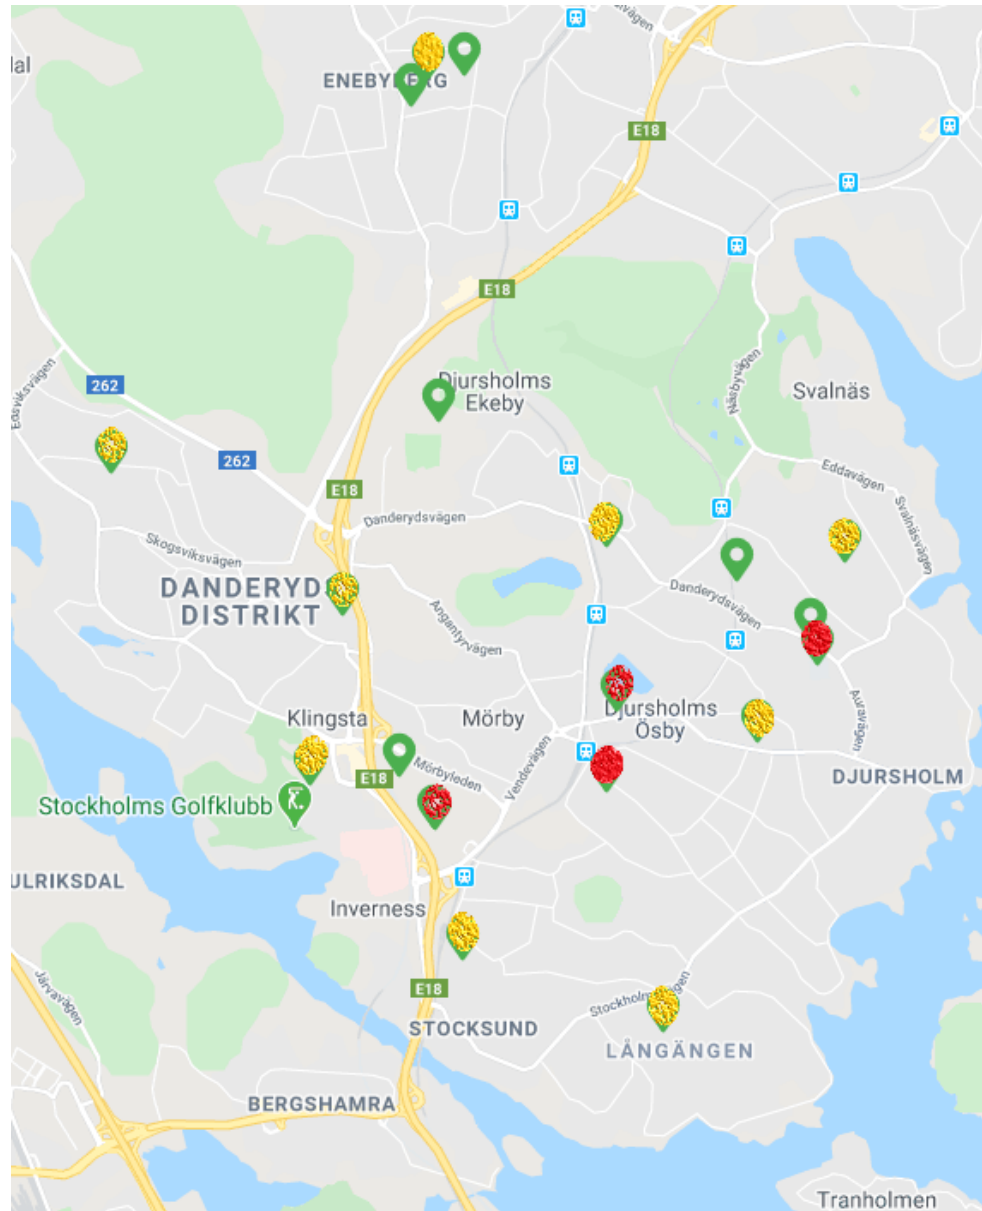 lal
ENEBYBERG
E18
E18
Djursholms
Ekeby
Svalnäs
Näsbyvägen
Edsviksvägen
262
262
E18
Danderydsvägen
Eddavägen
Svalnäsvägen
Skogsviksvägen
DANDERYD
DISTRIKT
Angantyrvägen
Danderydsvägen
Auravägen
Klingsta
Mörby
Djursholms
Ösby
Vendevägen
Mörbyleden
E18
DJURSHOLM
Stockholms Golfklubb
ULRIKSDAL
Inverness
E18
Järvavägen
STOCKSUND
LÅNGÄNGEN
BERGSHAMRA
Tranholmen